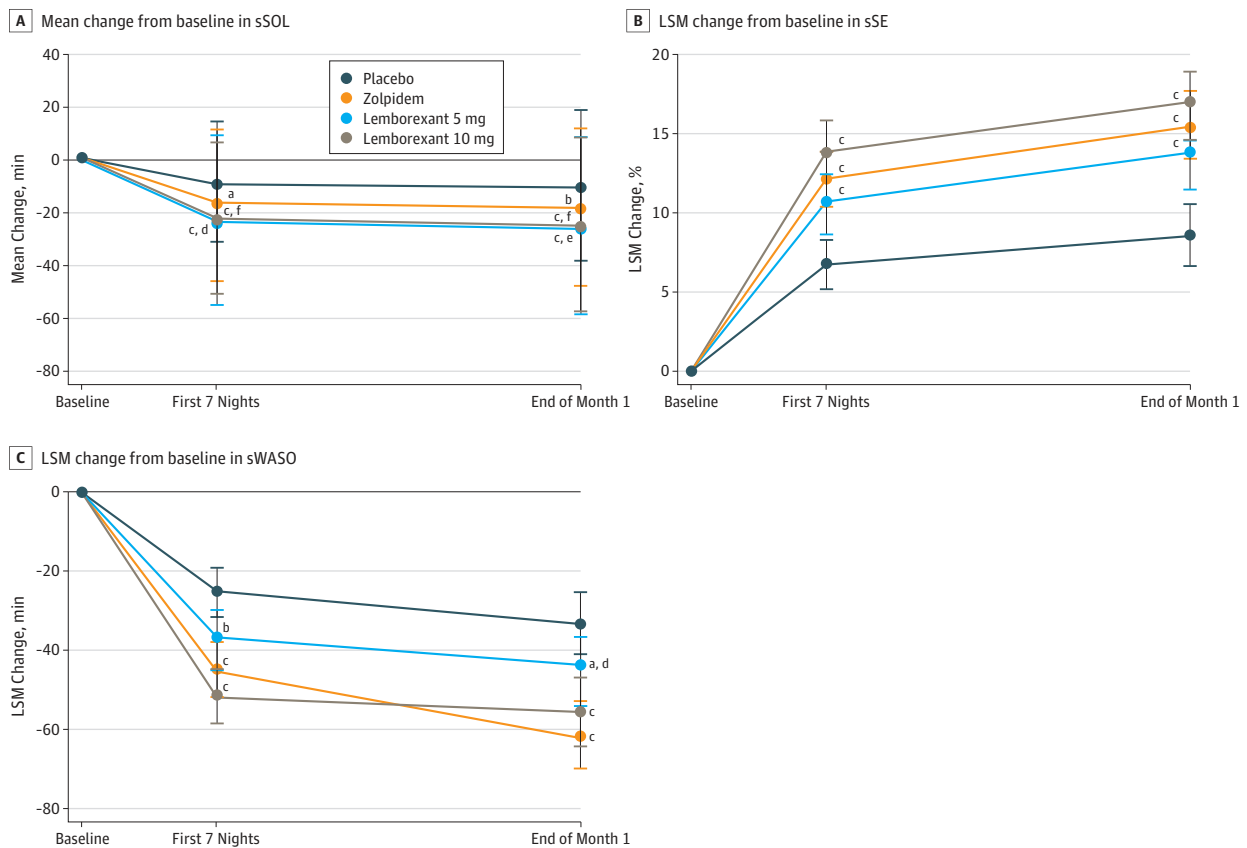 A Mean change from baseline in sSOL
40
20
0
-20
-40
-60
-80
Mean Change, min
Placebo
Zolpidem
Lemborexant 5 mg
Lemborexant 10 mg
a
c, f
c, d
b
c, f
c, e
Baseline
First 7 Nights
End of Month 1
B LSM change from baseline in sSE
20
15
10
5
0
LSM Change, %
c
c
c
c
c
c
Baseline
First 7 Nights
End of Month 1
C LSM change from baseline in sWASO
0
-20
-40
-60
-80
LSM Change, min
b
c
c
a, d
c
c
Baseline
First 7 Nights
End of Month 1